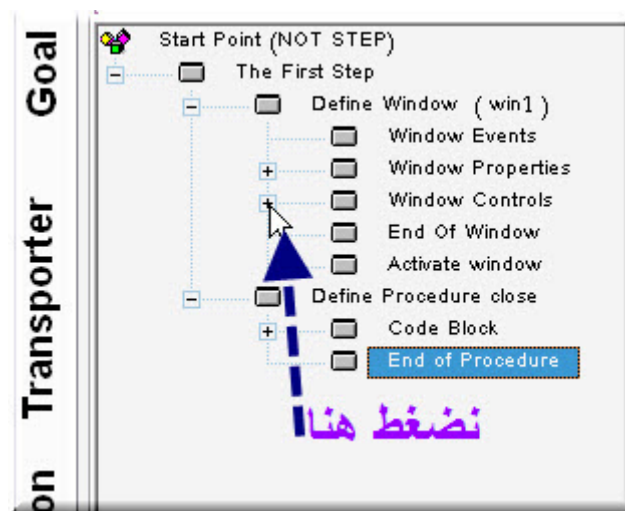 Goal
Transporter
on
Start Point (NOT STEP)
The First Step
Define Window ( win1 )
Window Events
Window Properties
Window Controls
End Of Window
Activate window
Define Procedure close
Code Block
End of Procedure
نضغط هنا